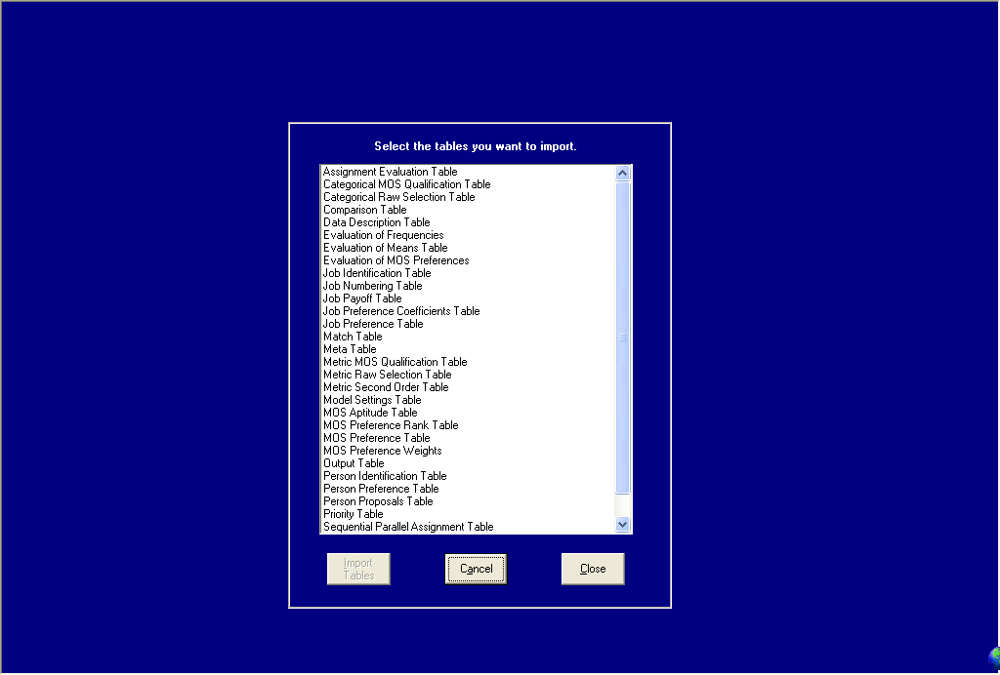 Select the tables you want to import.
Assignment Evaluation Table
Categorical MOS Qualification Table
Categorical Raw Selection Table
Comparison Table
Data Description Table
Evaluation of Frequencies
Evaluation of Means Table
Evaluation of MOS Preferences
Job Identification Table
Job Numbering Table
Job Payoff Table
Job Preference Coefficients Table
Job Preference Table
Match Table
Meta Table
Metric MOS Qualification Table
Metric Raw Selection Table
Metric Second Order Table
Model Settings Table
MOS Aptitude Table
MOS Preference Rank Table
MOS Preference Table
MOS Preference Weights
Output Table
Person Identification Table
Person Preference Table
Person Proposals Table
Priority Table
Sequential Parallel Assignment Table
Import
Tables
Cancel
Close